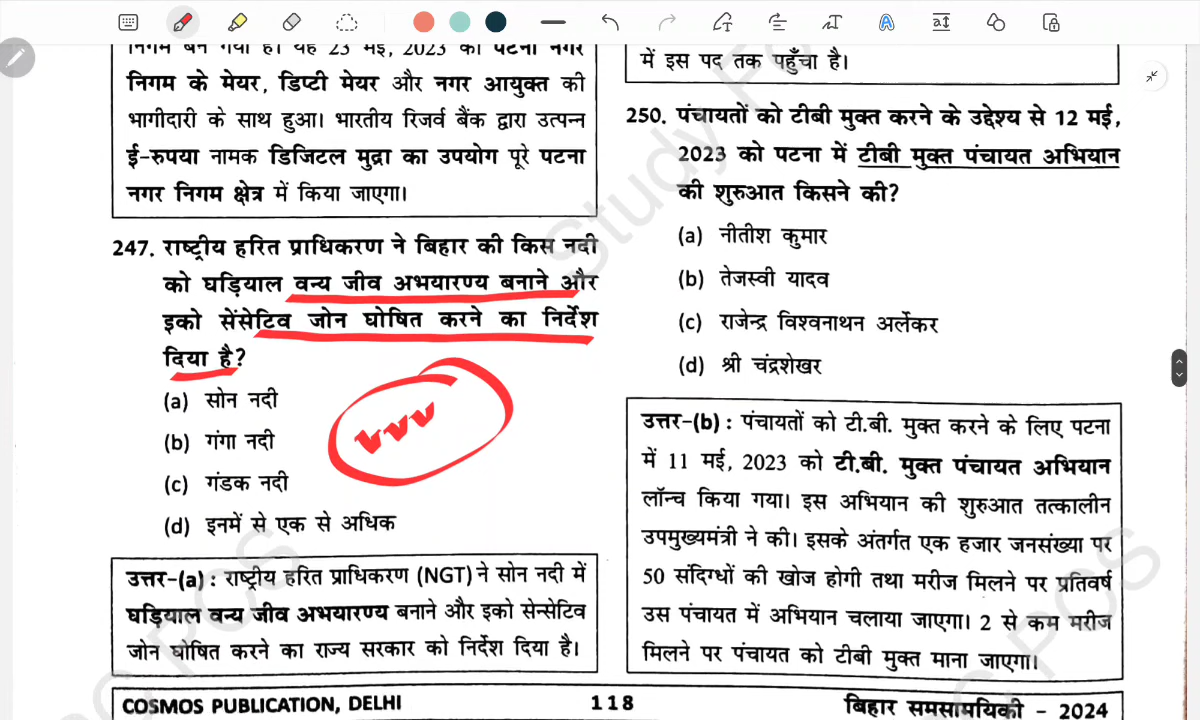 निगम बन गया है। यह 23 मई, 2023 को पटना नगर
निगम के मेयर, डिप्टी मेयर और नगर आयुक्त की
भागीदारी के साथ हुआ। भारतीय रिजर्व बैंक द्वारा उत्पन्न
ई-रुपया नामक डिजिटल मुद्रा का उपयोग पूरे पटना
नगर निगम क्षेत्र में किया जाएगा।
247. राष्ट्रीय हरित प्राधिकरण ने बिहार की किस नदी
को घड़ियाल वन्य जीव अभयारण्य बनाने और
इको सेंसेटिव जोन घोषित करने का निर्देश
दिया है?
(a) सोन नदी
(b) गंगा नदी
(c) गंडक नदी
(d) इनमें से एक से अधिक
उत्तर-(a) : राष्ट्रीय हरित प्राधिकरण (NGT) ने सोन नदी में
घड़ियाल वन्य जीव अभयारण्य बनाने और इको सेन्सेटिव
जोन घोषित करने का राज्य सरकार को निर्देश दिया है।
में इस पद तक पहुँचा है।
250. पंचायतों को टीबी मुक्त करने के उद्देश्य से 12 मई,
2023 को पटना में टीबी मुक्त पंचायत अभियान
की शुरुआत किसने की?
(a) नीतीश कुमार
(b) तेजस्वी यादव
(c) राजेन्द्र विश्वनाथन अर्लेकर
(d) श्री चंद्रशेखर
उत्तर-(b) : पंचायतों को टी.बी. मुक्त करने के लिए पटना
में 11 मई, 2023 को टी.बी. मुक्त पंचायत अभियान
लॉन्च किया गया। इस अभियान की शुरुआत तत्कालीन
उपमुख्यमंत्री ने की। इसके अंतर्गत एक हजार जनसंख्या पर
50 संदिग्धों की खोज होगी तथा मरीज मिलने पर प्रतिवर्ष
उस पंचायत में अभियान चलाया जाएगा। 2 से कम मरीज
मिलने पर पंचायत को टीबी मुक्त माना जाएगा।
COSMOS PUBLICATION, DELHI
118
बिहार समसामयिकी - 2024
Study
PCS